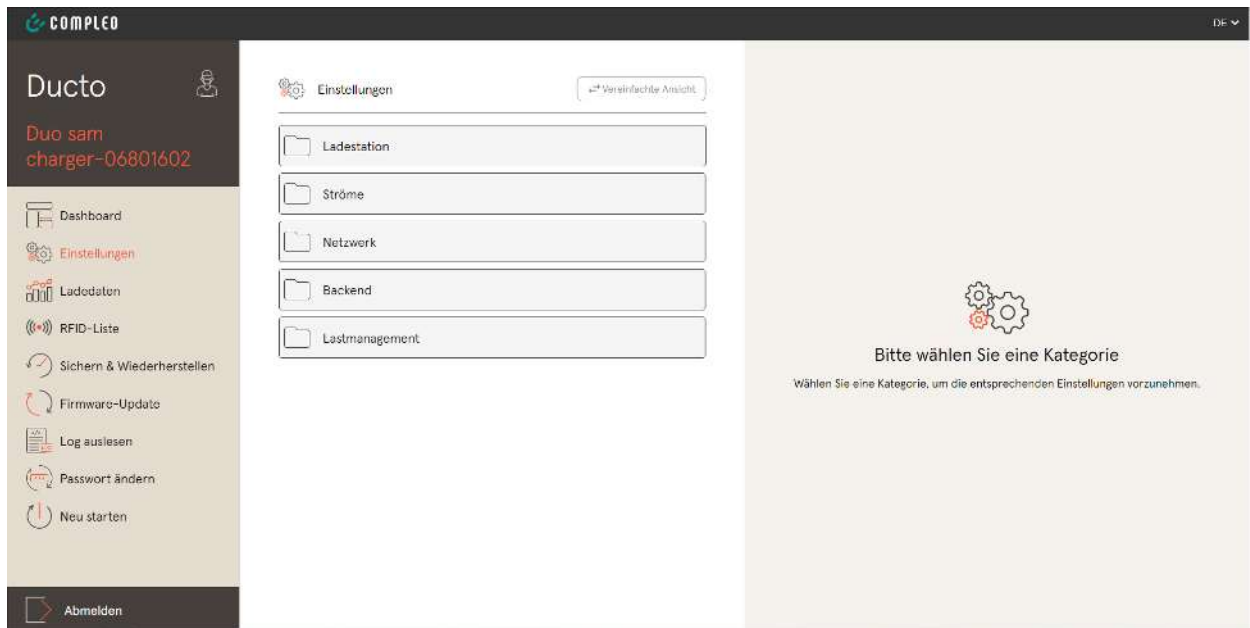 COMPLEO
DE
Ducto
Duo sam
charger-06801602
Dashboard
Einstellungen
Ladedaten
RFID-Liste
Sichern & Wiederherstellen
Firmware-Update
Log auslesen
Passwort ändern
Neu starten
Abmelden
Einstellungen
Vereinfachte Ansicht
Ladestation
Ströme
Netzwerk
Backend
Lastmanagement
Bitte wählen Sie eine Kategorie
Wählen Sie eine Kategorie, um die entsprechenden Einstellungen vorzunehmen.